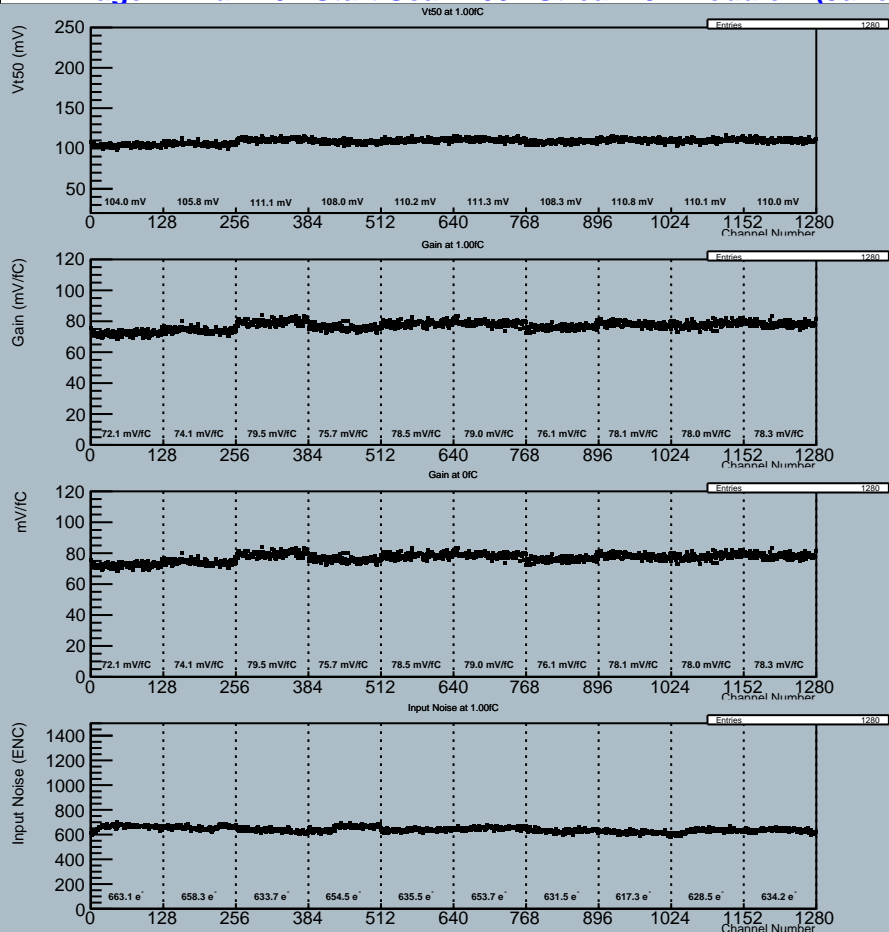 Vt50 at 1.00fC
Entries 1280
Vt50 (mV)
250
200
150
100
50
104.0 mV 105.8 mV 111.1 mV 108.0 mV 110.2 mV 111.3 mV 108.3 mV 110.8 mV 110.1 mV 110.0 mV
0 128 256 384 512 640 768 896 1024 1152 1280
Channel Number
Gain at 1.00fC
Entries 1280
Gain (mV/fC)
120
100
80
60
40
20
0
72.1 mV/fC 74.1 mV/fC 79.5 mV/fC 75.7 mV/fC 78.5 mV/fC 79.0 mV/fC 76.1 mV/fC 78.1 mV/fC 78.0 mV/fC 78.3 mV/fC
0 128 256 384 512 640 768 896 1024 1152 1280
Channel Number
Gain at 0fC
Entries 1280
mV/fC
120
100
80
60
40
20
0
72.1 mV/fC 74.1 mV/fC 79.5 mV/fC 75.7 mV/fC 78.5 mV/fC 79.0 mV/fC 76.1 mV/fC 78.1 mV/fC 78.0 mV/fC 78.3 mV/fC
0 128 256 384 512 640 768 896 1024 1152 1280
Channel Number
Input Noise at 1.00fC
Entries 1280
Input Noise (ENC)
1400
1200
1000
800
600
400
200
0
663.1 e⁻ 658.3 e⁻ 633.7 e⁻ 654.5 e⁻ 635.5 e⁻ 653.7 e⁻ 631.5 e⁻ 617.3 e⁻ 628.5 e⁻ 634.2 e⁻
0 128 256 384 512 640 768 896 1024 1152 1280
Channel Number